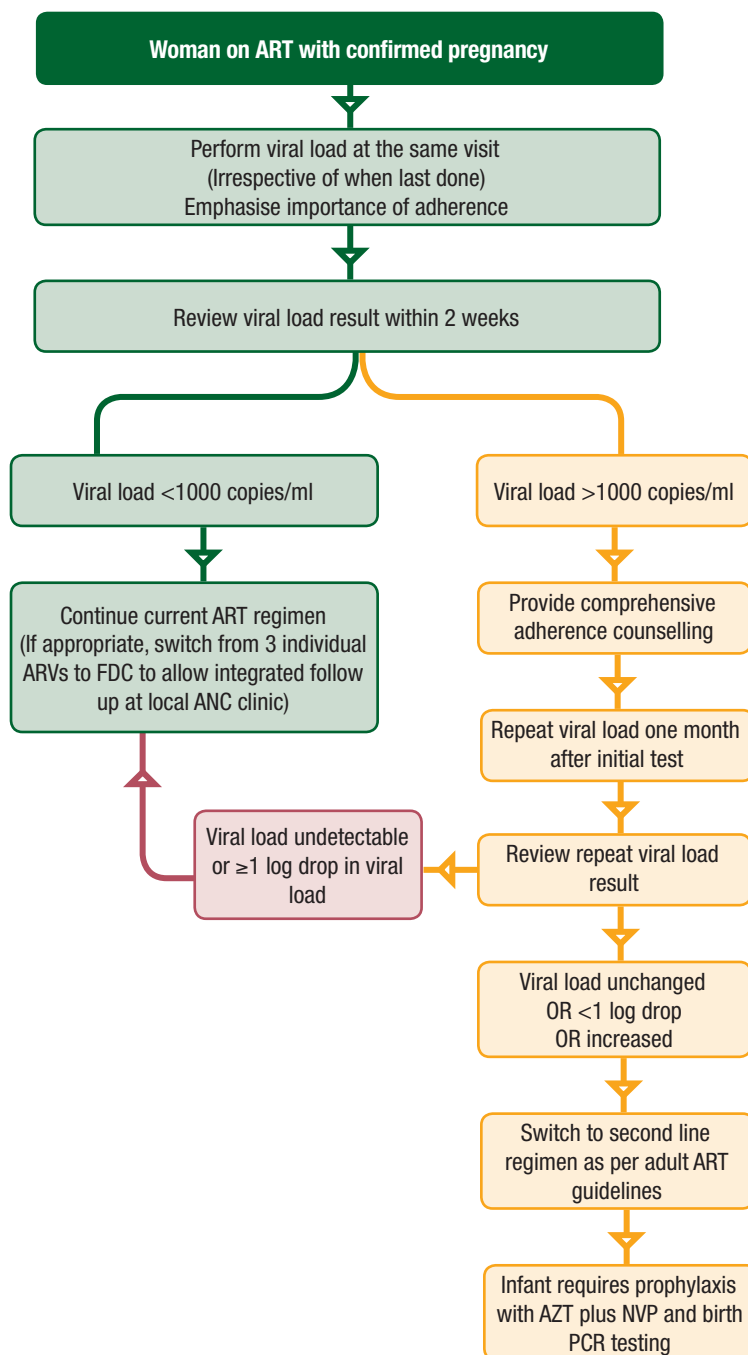 Woman on ART with confirmed pregnancy
Perform viral load at the same visit
(Irrespective of when last done)
Emphasise importance of adherence
Review viral load result within 2 weeks
Viral load <1000 copies/ml
Continue current ART regimen
(If appropriate, switch from 3 individual
ARVs to FDC to allow integrated follow
up at local ANC clinic)
Viral load >1000 copies/ml
Provide comprehensive
adherence counselling
Repeat viral load one month
after initial test
Review repeat viral load
result
Viral load undetectable
or ≥1 log drop in viral
load
Viral load unchanged
OR <1 log drop
OR increased
Switch to second line
regimen as per adult ART
guidelines
Infant requires prophylaxis
with AZT plus NVP and birth
PCR testing